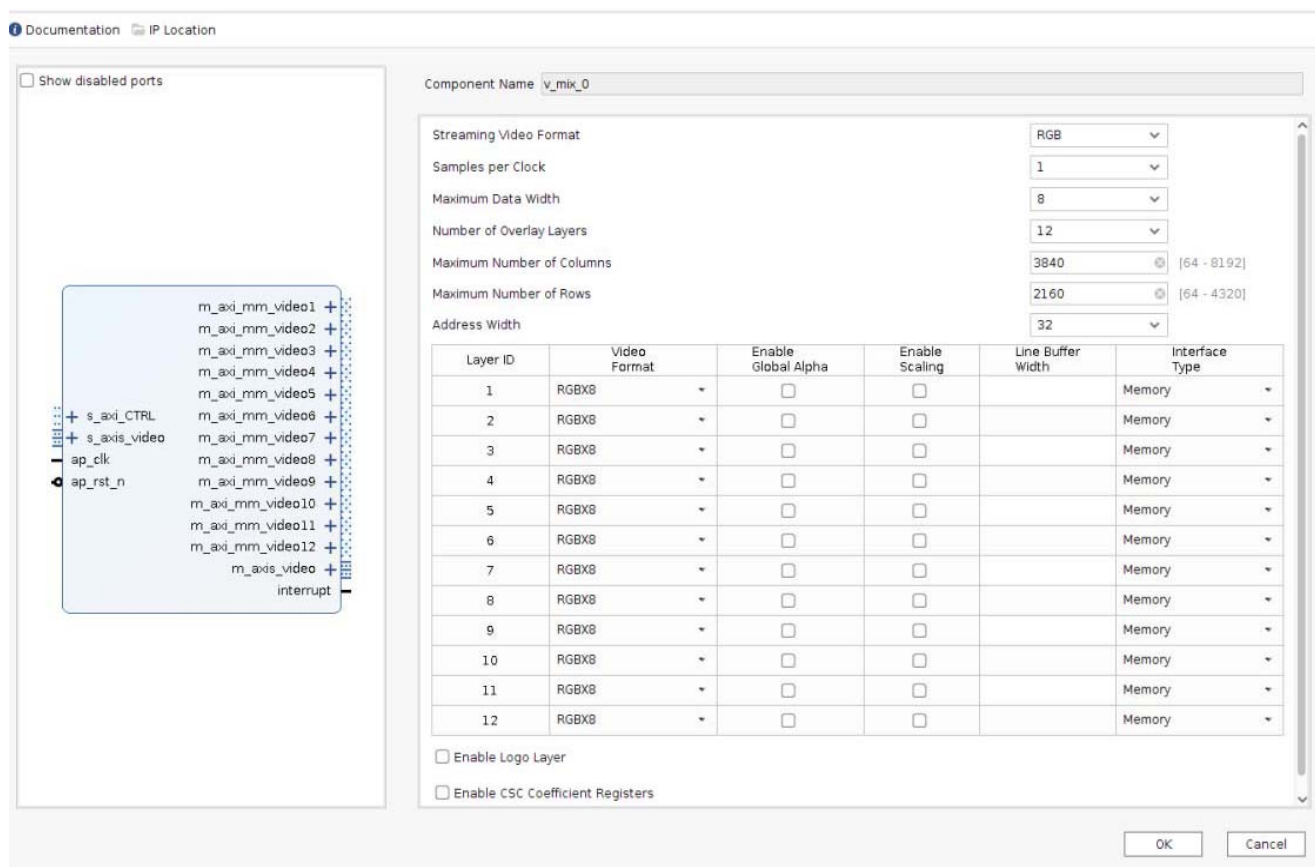 Documentation IP Location
Show disabled ports
m_axi_mm_video1
m_axi_mm_video2
m_axi_mm_video3
m_axi_mm_video4
m_axi_mm_video5
s_axi_CTRL m_axi_mm_video6
s_axis_video m_axi_mm_video7
ap_clk m_axi_mm_video8
ap_rst_n m_axi_mm_video9
m_axi_mm_video10
m_axi_mm_video11
m_axi_mm_video12
m_axis_video
interrupt
Component Name v_mix_0
Streaming Video Format RGB
Samples per Clock 1
Maximum Data Width 8
Number of Overlay Layers 12
Maximum Number of Columns 3840 [64 - 8192]
Maximum Number of Rows 2160 [64 - 4320]
Address Width 32
Layer ID Video Format Enable Global Alpha Enable Scaling Line Buffer Width Interface Type
1 RGBX8 Memory
2 RGBX8 Memory
3 RGBX8 Memory
4 RGBX8 Memory
5 RGBX8 Memory
6 RGBX8 Memory
7 RGBX8 Memory
8 RGBX8 Memory
9 RGBX8 Memory
10 RGBX8 Memory
11 RGBX8 Memory
12 RGBX8 Memory
Enable Logo Layer
Enable CSC Coefficient Registers
OK Cancel